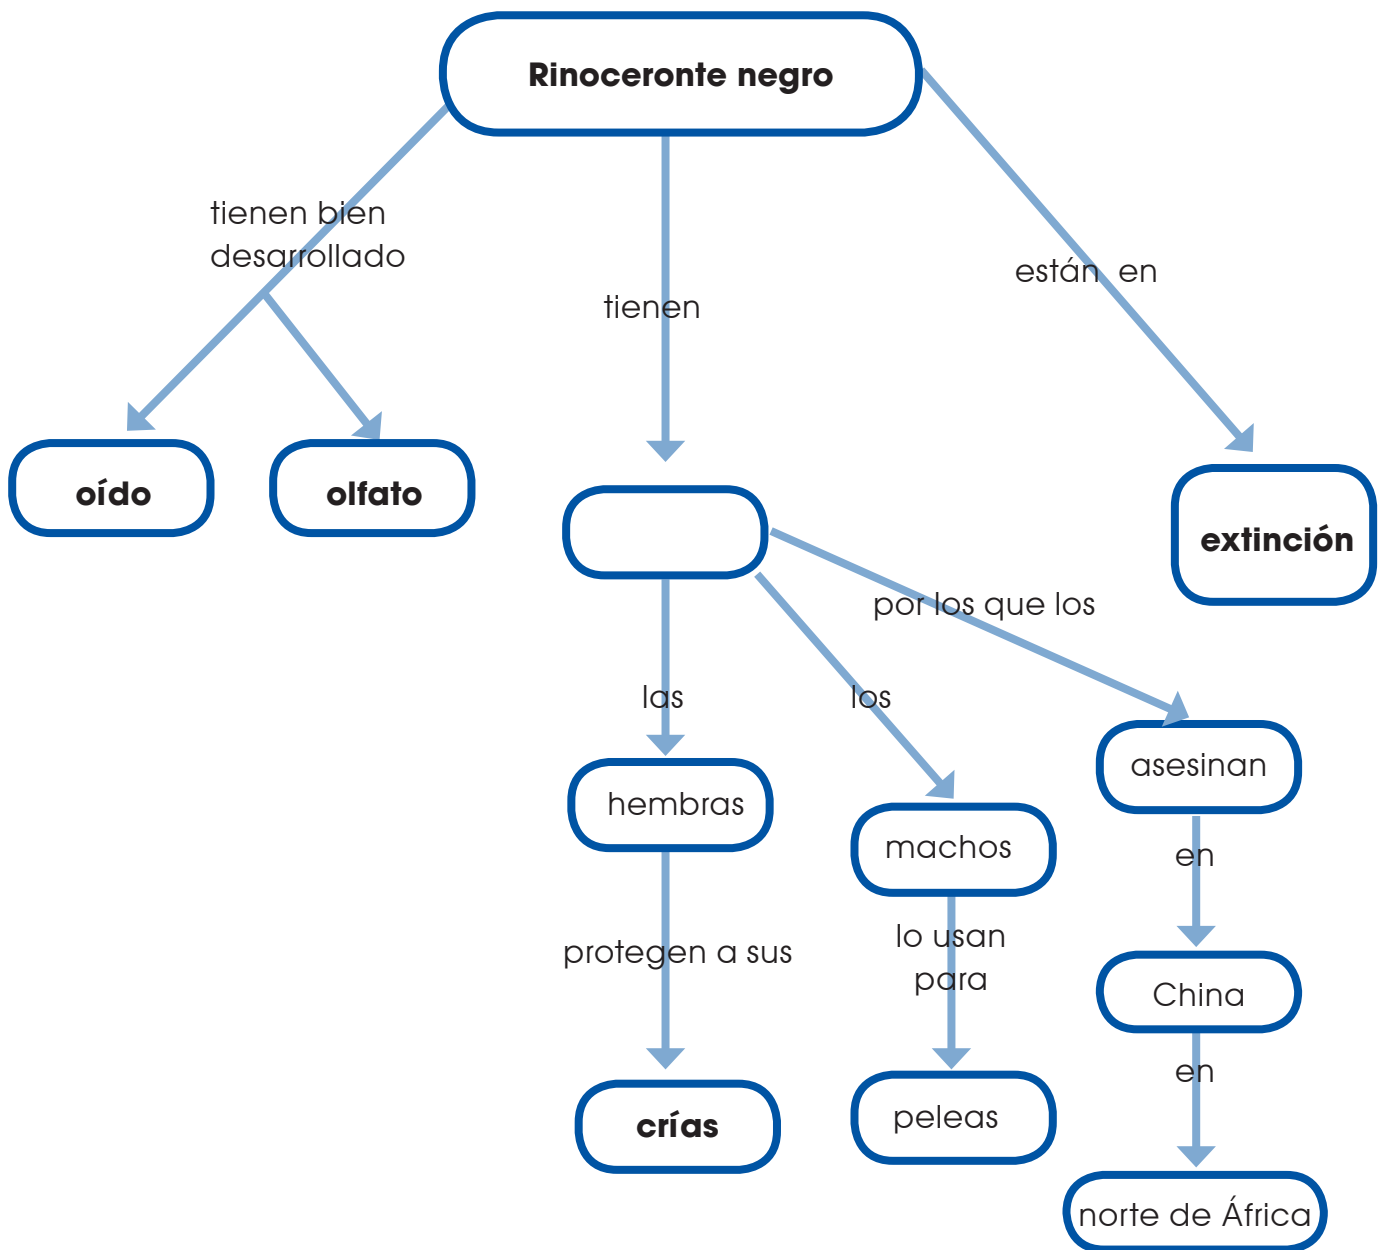 Rinoceronte negro
tienen bien
desarrollado
tienen
están en
oído
olfato
extinción
por los que los
las
los
hembras
machos
asesinan
protegen a sus
lo usan
para
en
China
en
crías
peleas
norte de África